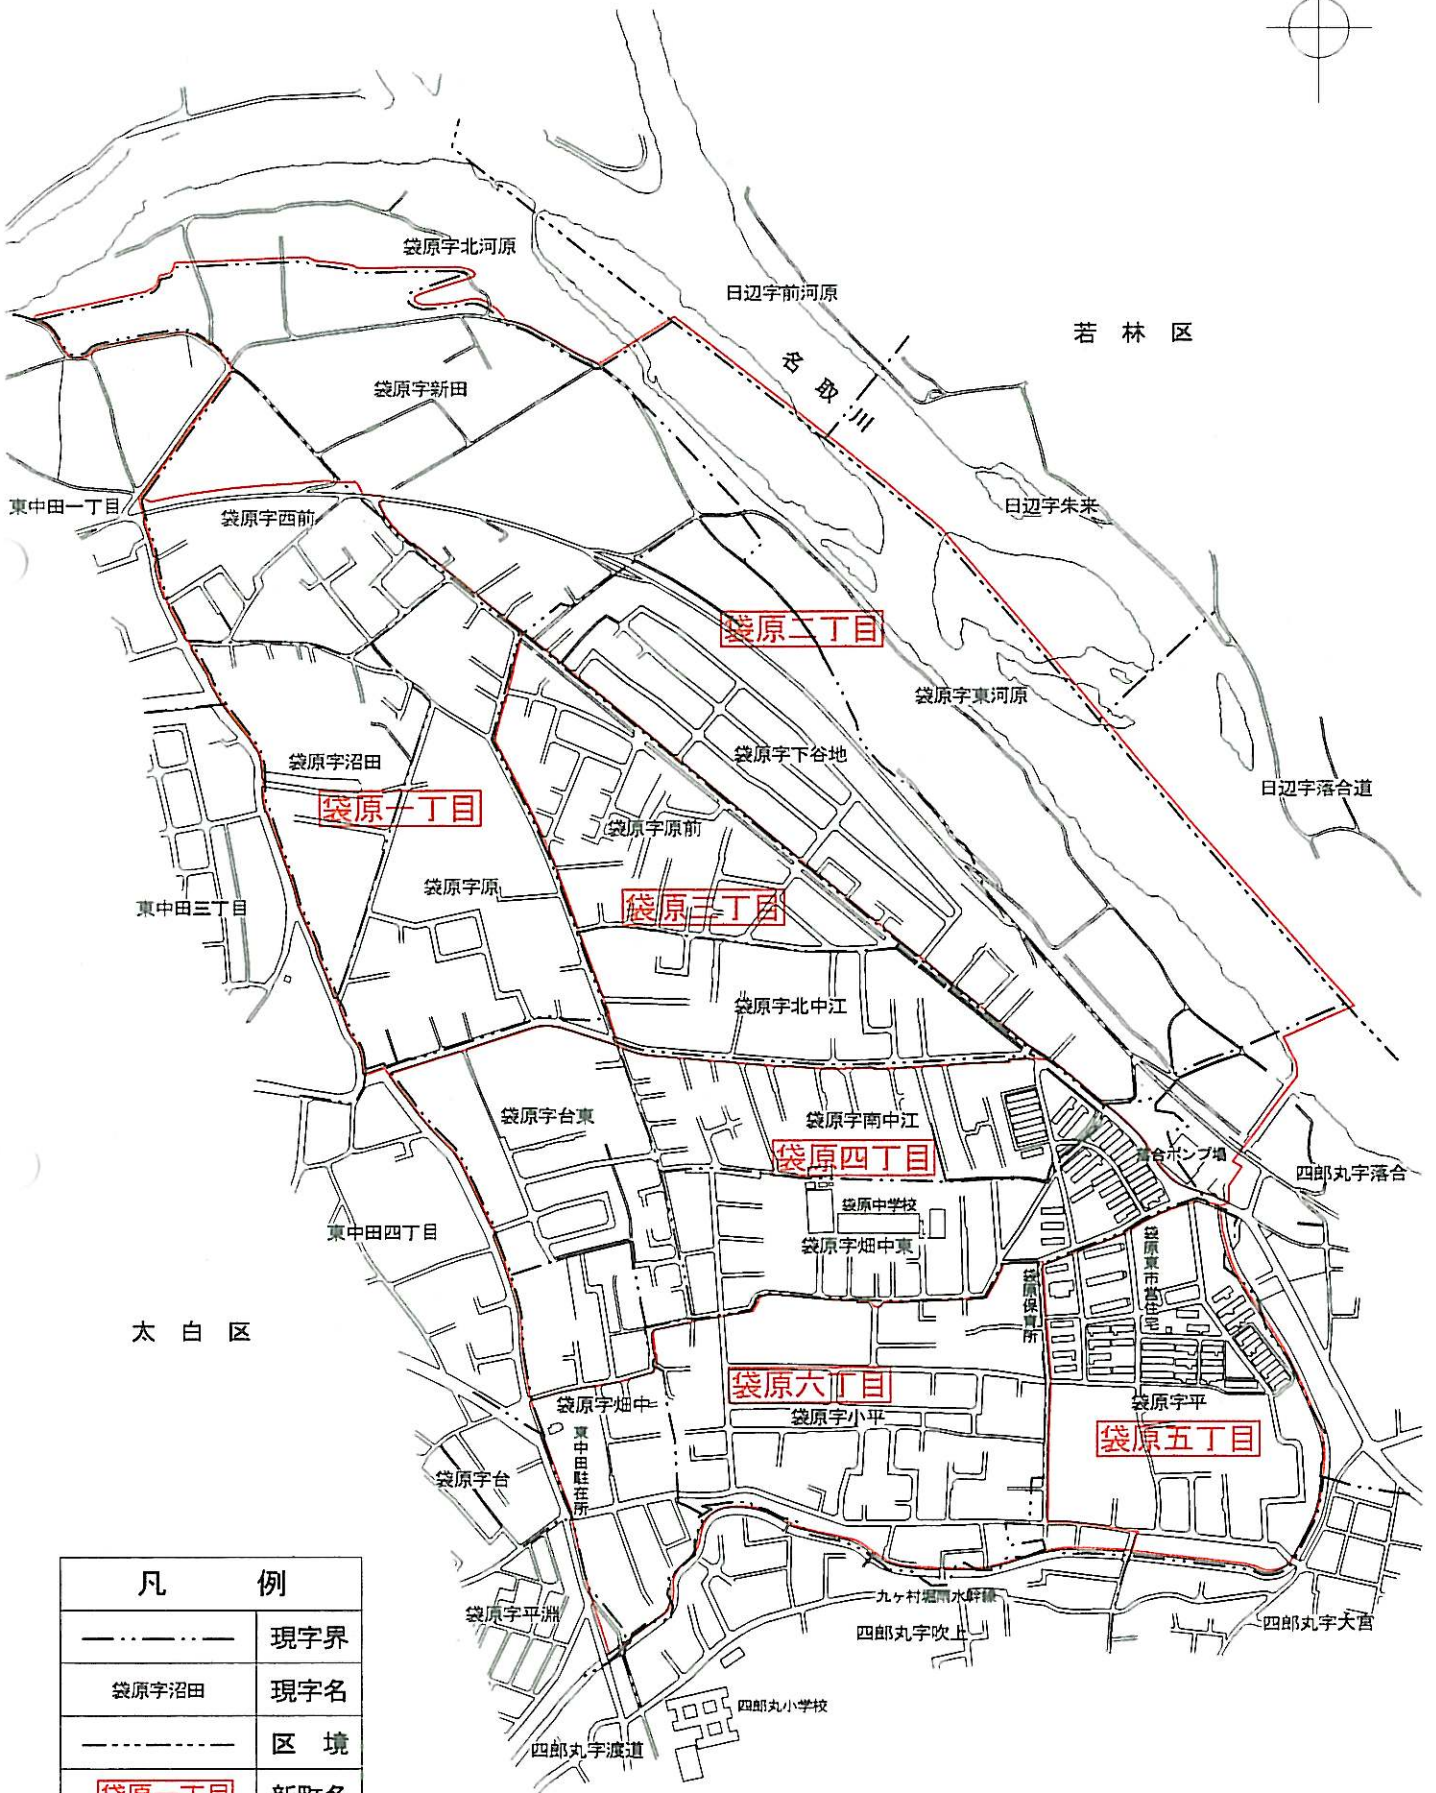 袋原字北河原
日辺字前河原
若林区
名取川
袋原字新田
東中田一丁目
袋原字西前
日辺字朱来
袋原二丁目
袋原字東河原
袋原字沼田
袋原字下谷地
日辺字落合道
袋原一丁目
袋原字原前
袋原字原
東中田三丁目
袋原三丁目
袋原字北中江
袋原字台東
袋原字南中江
袋原四丁目
落合ポンプ場
四郎丸字落合
袋原中学校
東中田四丁目
袋原字畑中東
袋原東市営住宅
袋原保育所
太白区
袋原六丁目
袋原字畑中
袋原字小平
袋原字平
袋原五丁目
東中田駐在所
袋原字台
凡例
九ケ村堀雨水幹線
袋原字平淵
四郎丸字吹上
四郎丸字大宮
現字界
袋原字沼田 現字名
四郎丸小学校
区境
四郎丸字渡道
袋原一丁目 新町名